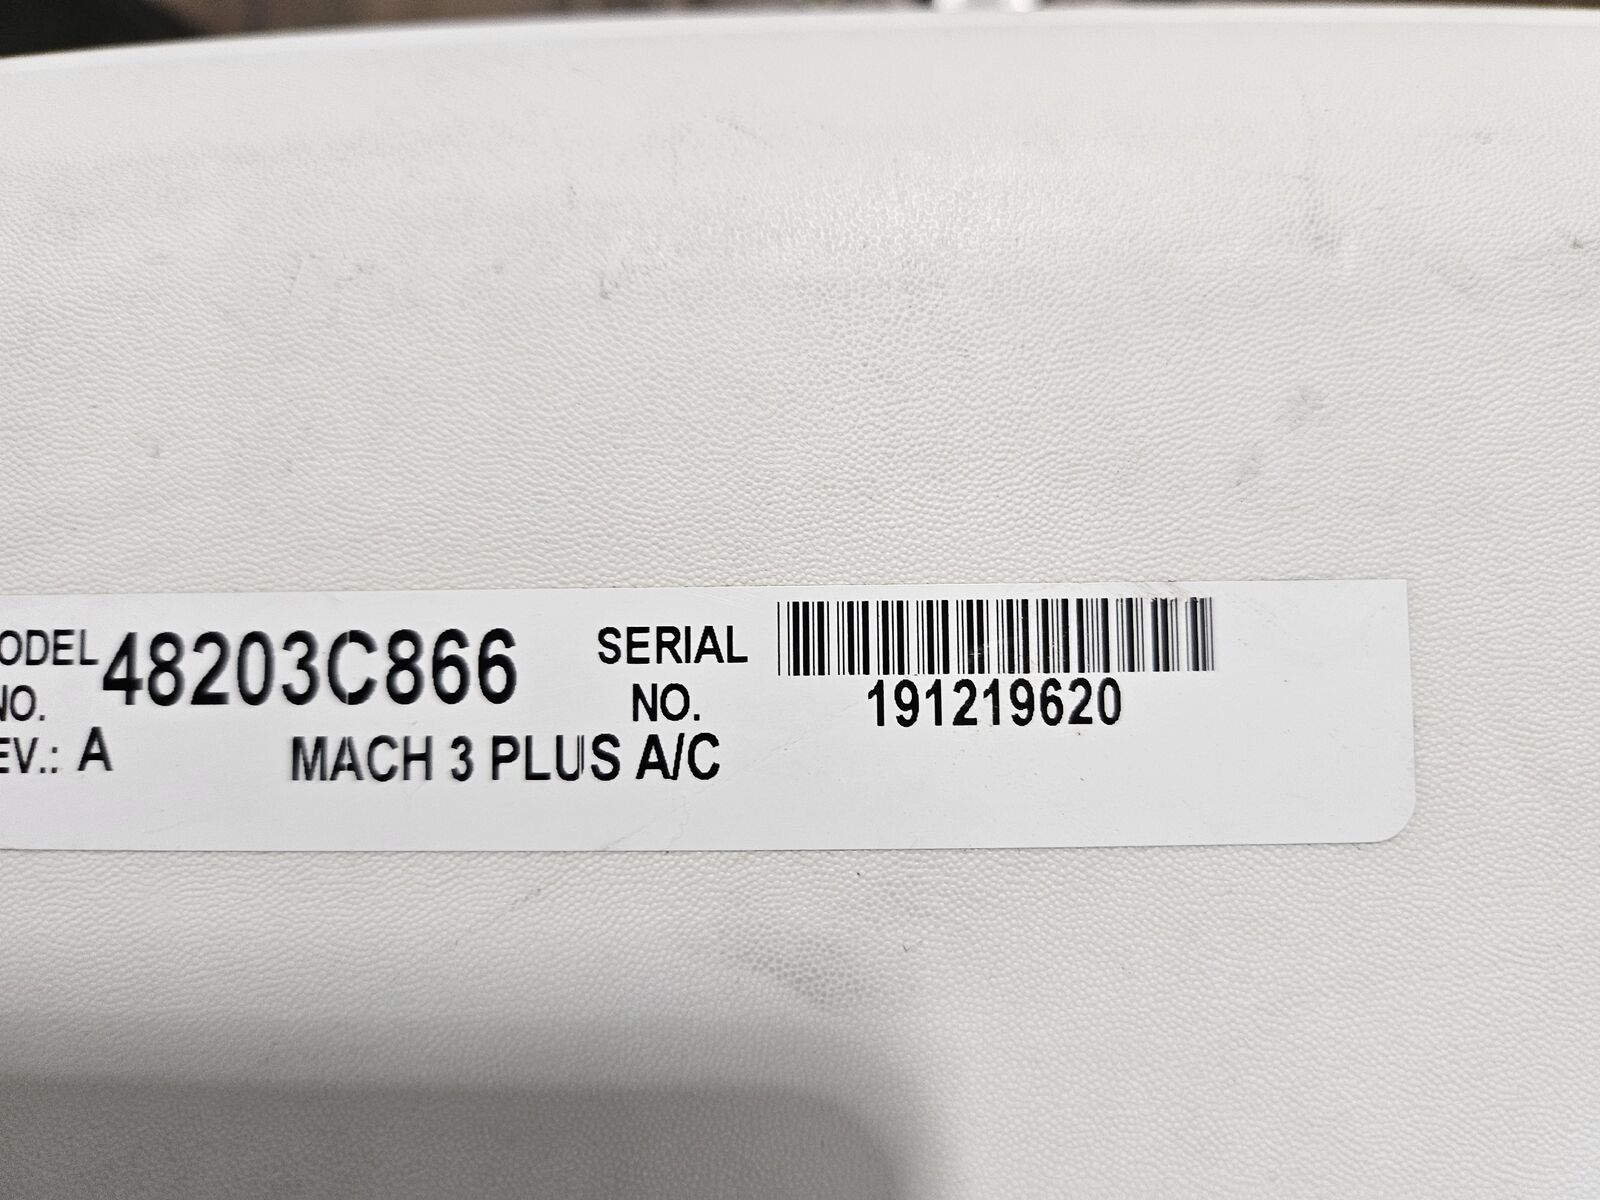 ODEL 48203C866 SERIAL
NO. NO. 191219620
EV.: A MACH 3 PLUS A/C